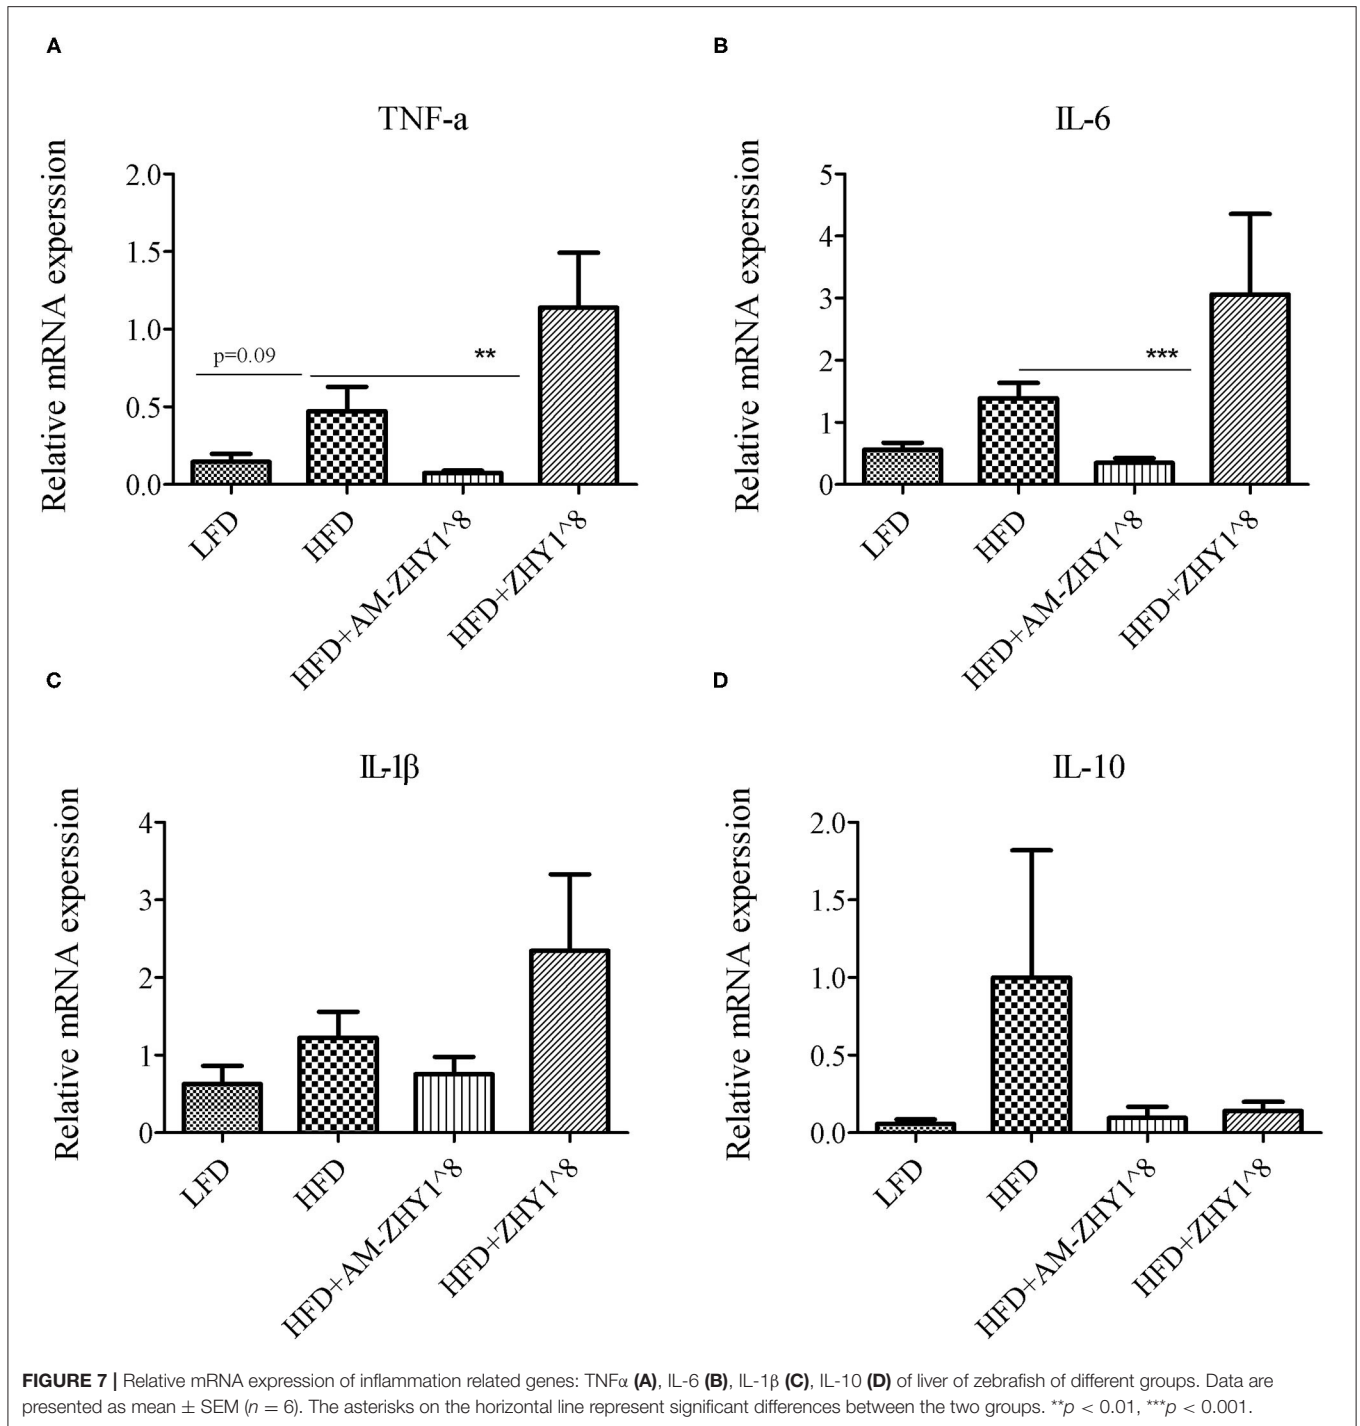 A
TNF-a
Relative mRNA experssion
2.0
1.5
1.0
0.5
0.0
p=0.09
**
LFD
HFD
HFD+AM-ZHY1^8
HFD+ZHY1^8
B
IL-6
Relative mRNA experssion
5
4
3
2
1
0
***
LFD
HFD
HFD+AM-ZHY1^8
HFD+ZHY1^8
C
IL-1β
Relative mRNA experssion
4
3
2
1
0
LFD
HFD
HFD+AM-ZHY1^8
HFD+ZHY1^8
D
IL-10
Relative mRNA experssion
2.0
1.5
1.0
0.5
0.0
LFD
HFD
HFD+AM-ZHY1^8
HFD+ZHY1^8
FIGURE 7 | Relative mRNA expression of inflammation related genes: TNFα (A), IL-6 (B), IL-1β (C), IL-10 (D) of liver of zebrafish of different groups. Data are
presented as mean ± SEM (n = 6). The asterisks on the horizontal line represent significant differences between the two groups. **p < 0.01, ***p < 0.001.